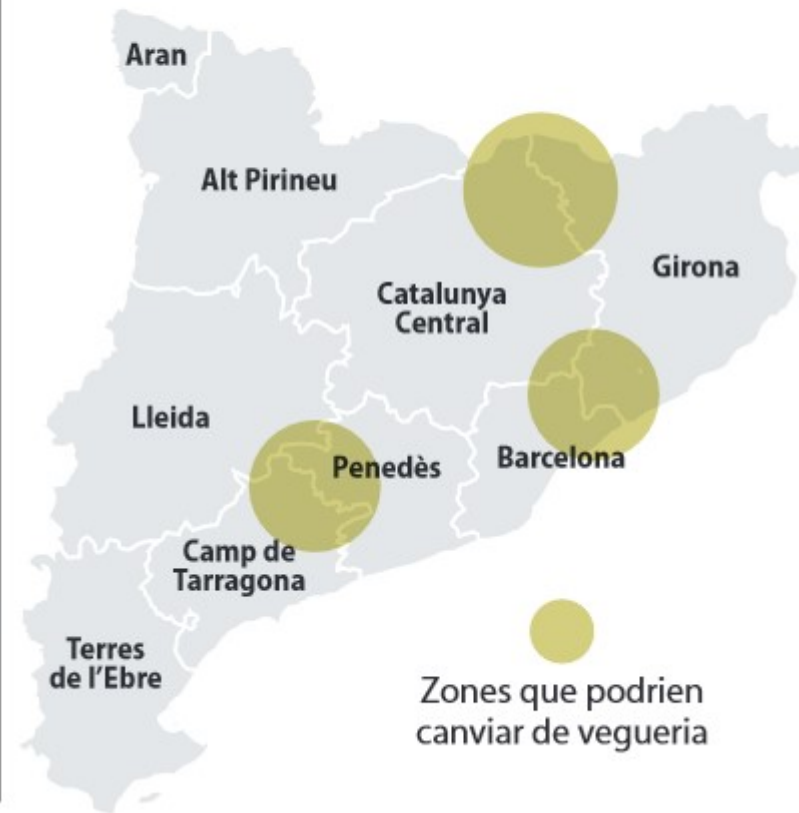 Aran
Alt Pirineu
Girona
Catalunya
Central
Lleida
Penedès
Barcelona
Camp de
Tarragona
Terres
de l'Ebre
Zones que podrien
canviar de vegueria